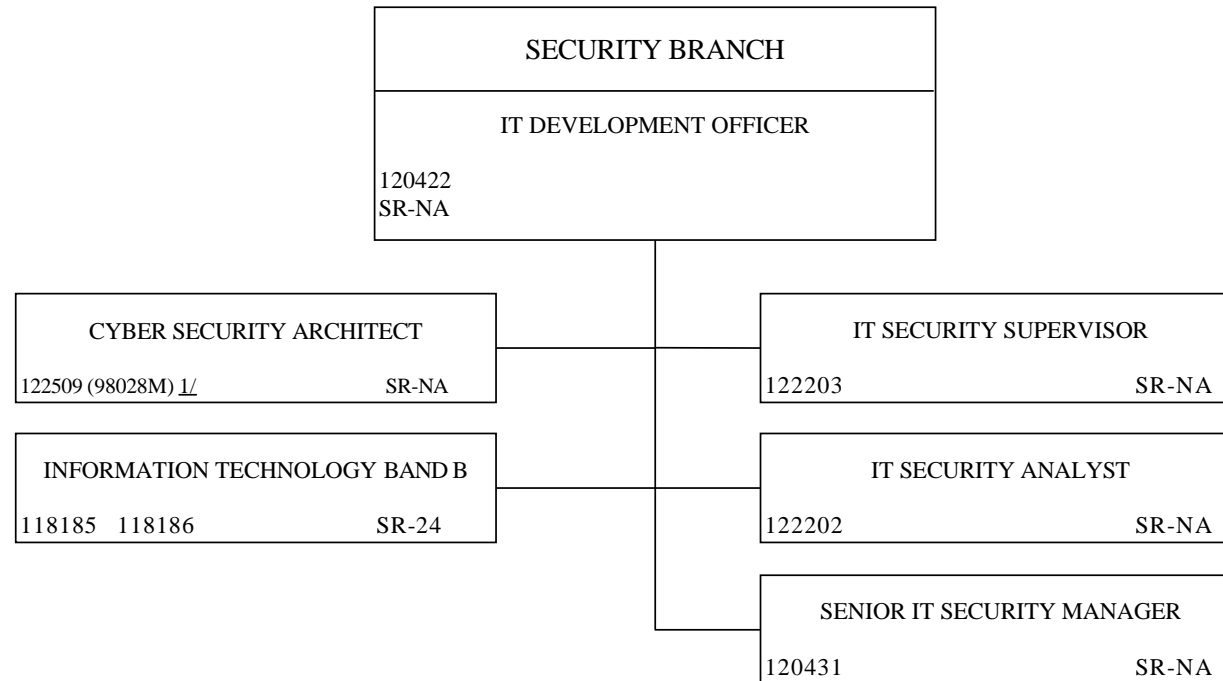 SECURITY BRANCH
IT DEVELOPMENT OFFICER
120422
SR-NA
CYBER SECURITY ARCHITECT
122509 (98028M) 1/ SR-NA
IT SECURITY SUPERVISOR
122203 SR-NA
INFORMATION TECHNOLOGY BAND B
118185 118186 SR-24
IT SECURITY ANALYST
122202 SR-NA
SENIOR IT SECURITY MANAGER
120431 SR-NA